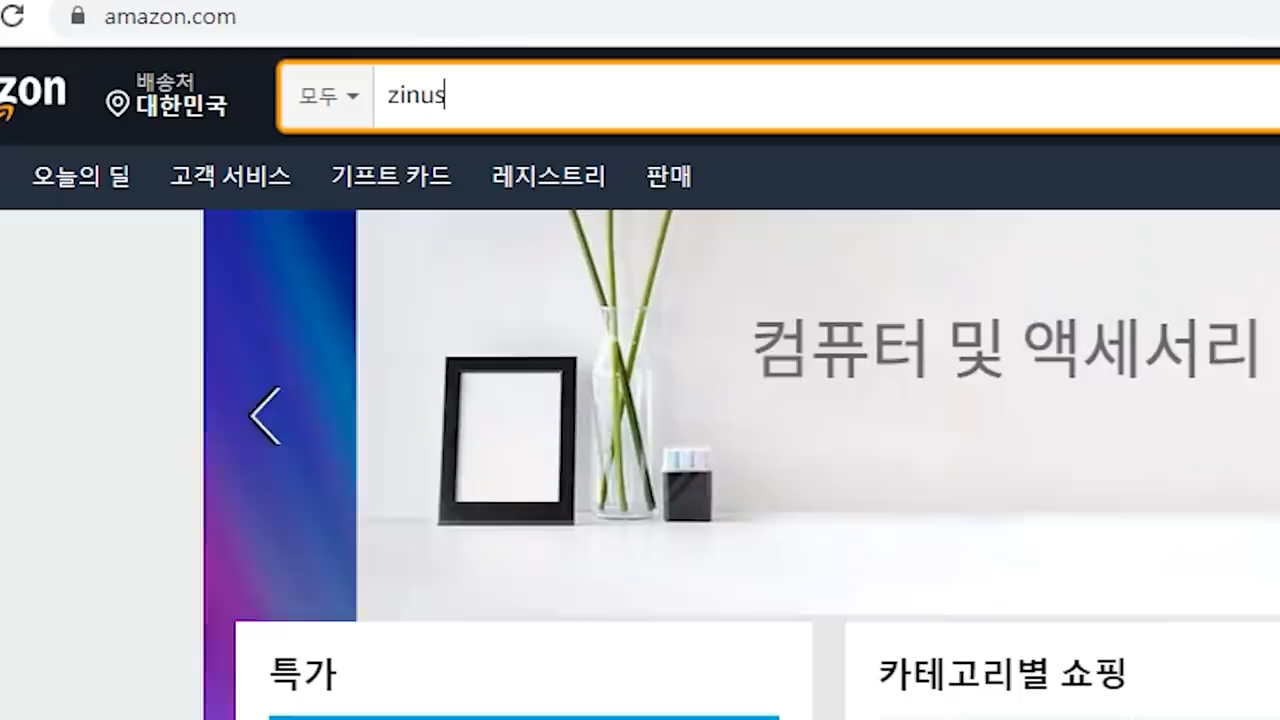 amazon.com
zon
배송처
대한민국
모두
zinus
오늘의 딜
고객 서비스
기프트 카드
레지스트리
판매
컴퓨터 및 액세서리
특가
카테고리별 쇼핑